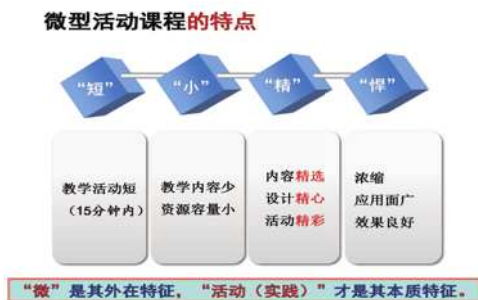 微型活动课程的特点
“短”
“小”
“精”
“悍”
教学活动短
（15分钟内）
教学内容少
资源容量小
内容精选
设计精心
活动精彩
浓缩
应用面广
效果良好
“微”是其外在特征，“活动（实践）”才是其本质特征。